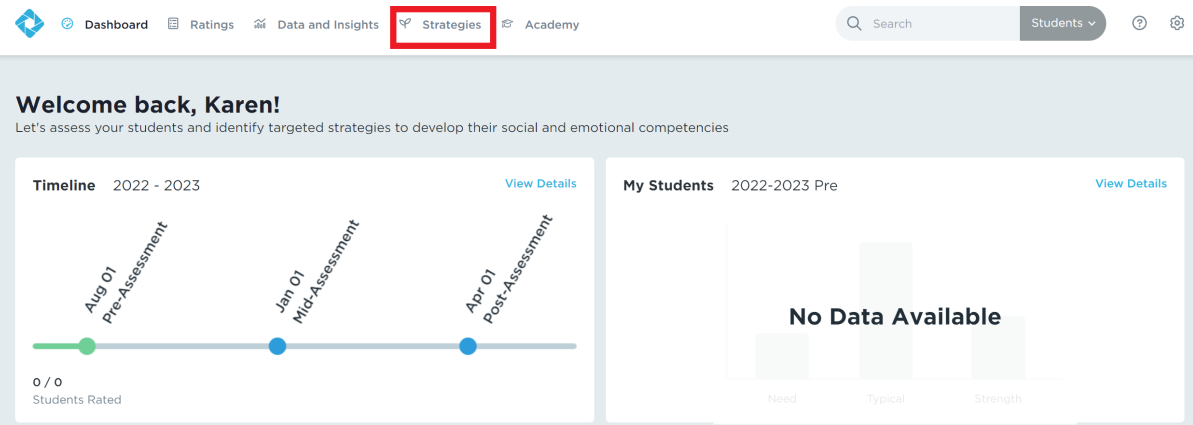 Dashboard Ratings Data and Insights Strategies Academy Search Students
Welcome back, Karen!
Let's assess your students and identify targeted strategies to develop their social and emotional competencies
Timeline 2022 - 2023 View Details
Aug 01
Pre-Assessment
Jan 01
Mid-Assessment
Apr 01
Post-Assessment
0 / 0
Students Rated
My Students 2022-2023 Pre View Details
No Data Available
Need Typical Strength